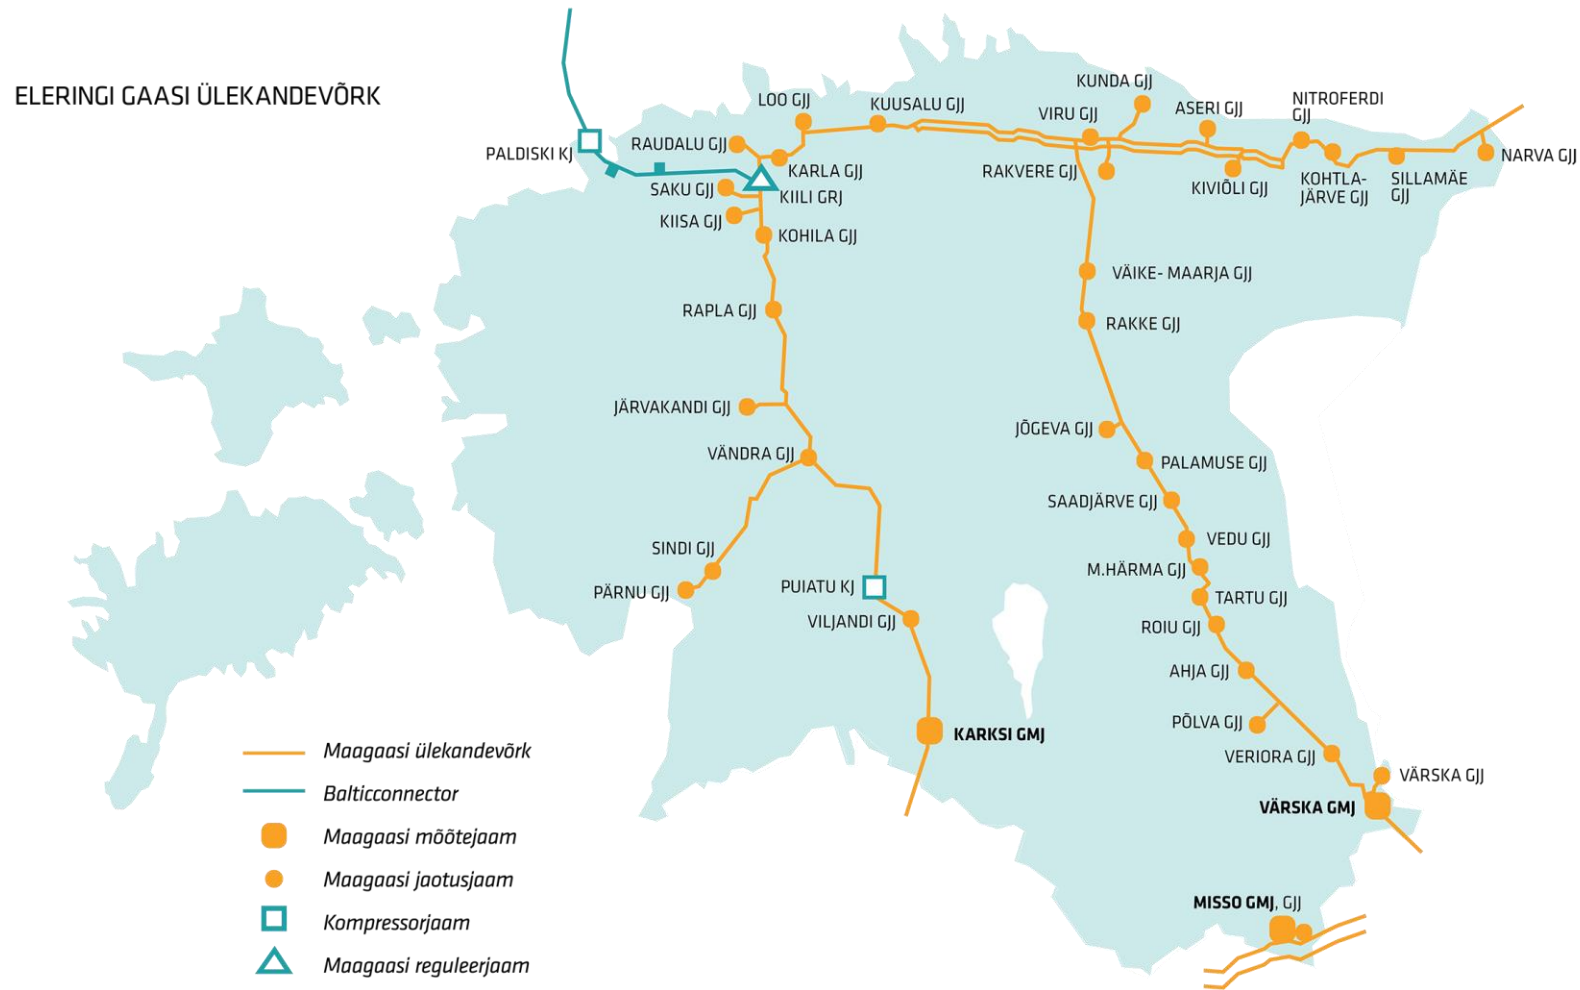 ELERINGI GAASI ÜLEKANDEVÕRK
KUNDA GJJ
LOO GJJ
KUUSALU GJJ
VIRU GJJ
ASERI GJJ
NITROFERDI
GJJ
PALDISKI KJ
RAUDALU GJJ
KARLA GJJ
RAKVERE GJJ
KIVIÕLI GJJ
KOHTLA-
JÄRVE GJJ
SILLAMÄE
GJJ
NARVA GJJ
SAKU GJJ
KIILI GRJ
KIISA GJJ
KOHILA GJJ
VÄIKE- MAARJA GJJ
RAPLA GJJ
RAKKE GJJ
JÄRVAKANDI GJJ
JÕGEVA GJJ
VÄNDRA GJJ
PALAMUSE GJJ
SAADJÄRVE GJJ
VEDU GJJ
SINDI GJJ
M.HÄRMA GJJ
PÄRNU GJJ
PUIATU KJ
TARTU GJJ
VILJANDI GJJ
ROIU GJJ
AHJA GJJ
PÕLVA GJJ
KARKSI GMJ
VERIORA GJJ
VÄRSKA GJJ
VÄRSKA GMJ
MISSO GMJ, GJJ
Maagaasi ülekandevõrk
Balticconnector
Maagaasi mõõtejaam
Maagaasi jaotusjaam
Kompressorjaam
Maagaasi reguleerjaam